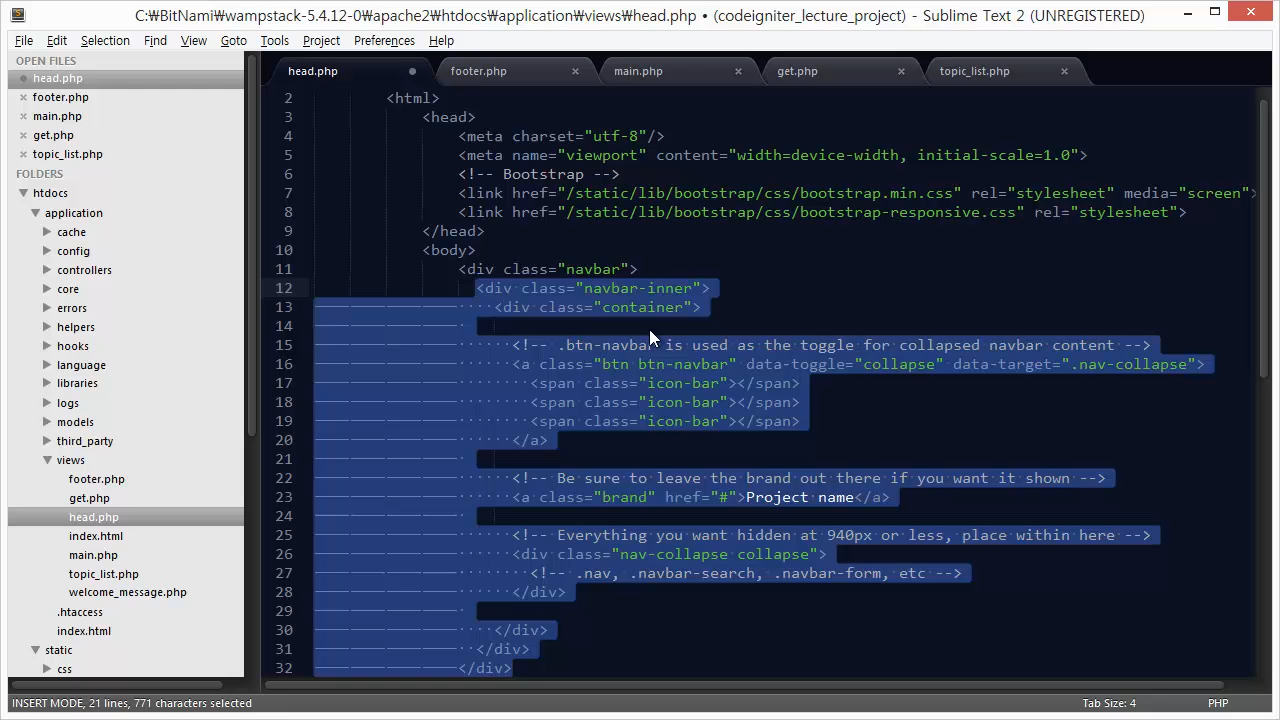 C:₩BitNami₩wampstack-5.4.12-0₩apache2₩htdocs₩application₩views₩head.php • (codeigniter_lecture_project) - Sublime Text 2 (UNREGISTERED)
File Edit Selection Find View Goto Tools Project Preferences Help
OPEN FILES
head.php
footer.php
main.php
get.php
topic_list.php
FOLDERS
htdocs
application
cache
config
controllers
core
errors
helpers
hooks
language
libraries
logs
models
third_party
views
footer.php
get.php
head.php
index.html
main.php
topic_list.php
welcome_message.php
.htaccess
index.html
static
css
head.php footer.php main.php get.php topic_list.php
2 <html>
3 <head>
4 <meta charset="utf-8"/>
5 <meta name="viewport" content="width=device-width, initial-scale=1.0">
6 <!-- Bootstrap -->
7 <link href="/static/lib/bootstrap/css/bootstrap.min.css" rel="stylesheet" media="screen">
8 <link href="/static/lib/bootstrap/css/bootstrap-responsive.css" rel="stylesheet">
9 </head>
10 <body>
11 <div class="navbar">
12 <div class="navbar-inner">
13 <div class="container">
14
15 <!-- .btn-navbar is used as the toggle for collapsed navbar content -->
16 <a class="btn btn-navbar" data-toggle="collapse" data-target=".nav-collapse">
17 <span class="icon-bar"></span>
18 <span class="icon-bar"></span>
19 <span class="icon-bar"></span>
20 </a>
21
22 <!-- Be sure to leave the brand out there if you want it shown -->
23 <a class="brand" href="#">Project name</a>
24
25 <!-- Everything you want hidden at 940px or less, place within here -->
26 <div class="nav-collapse collapse">
27 <!-- .nav, .navbar-search, .navbar-form, etc -->
28 </div>
29
30 </div>
31 </div>
32 </div>
INSERT MODE, 21 lines, 771 characters selected Tab Size: 4 PHP